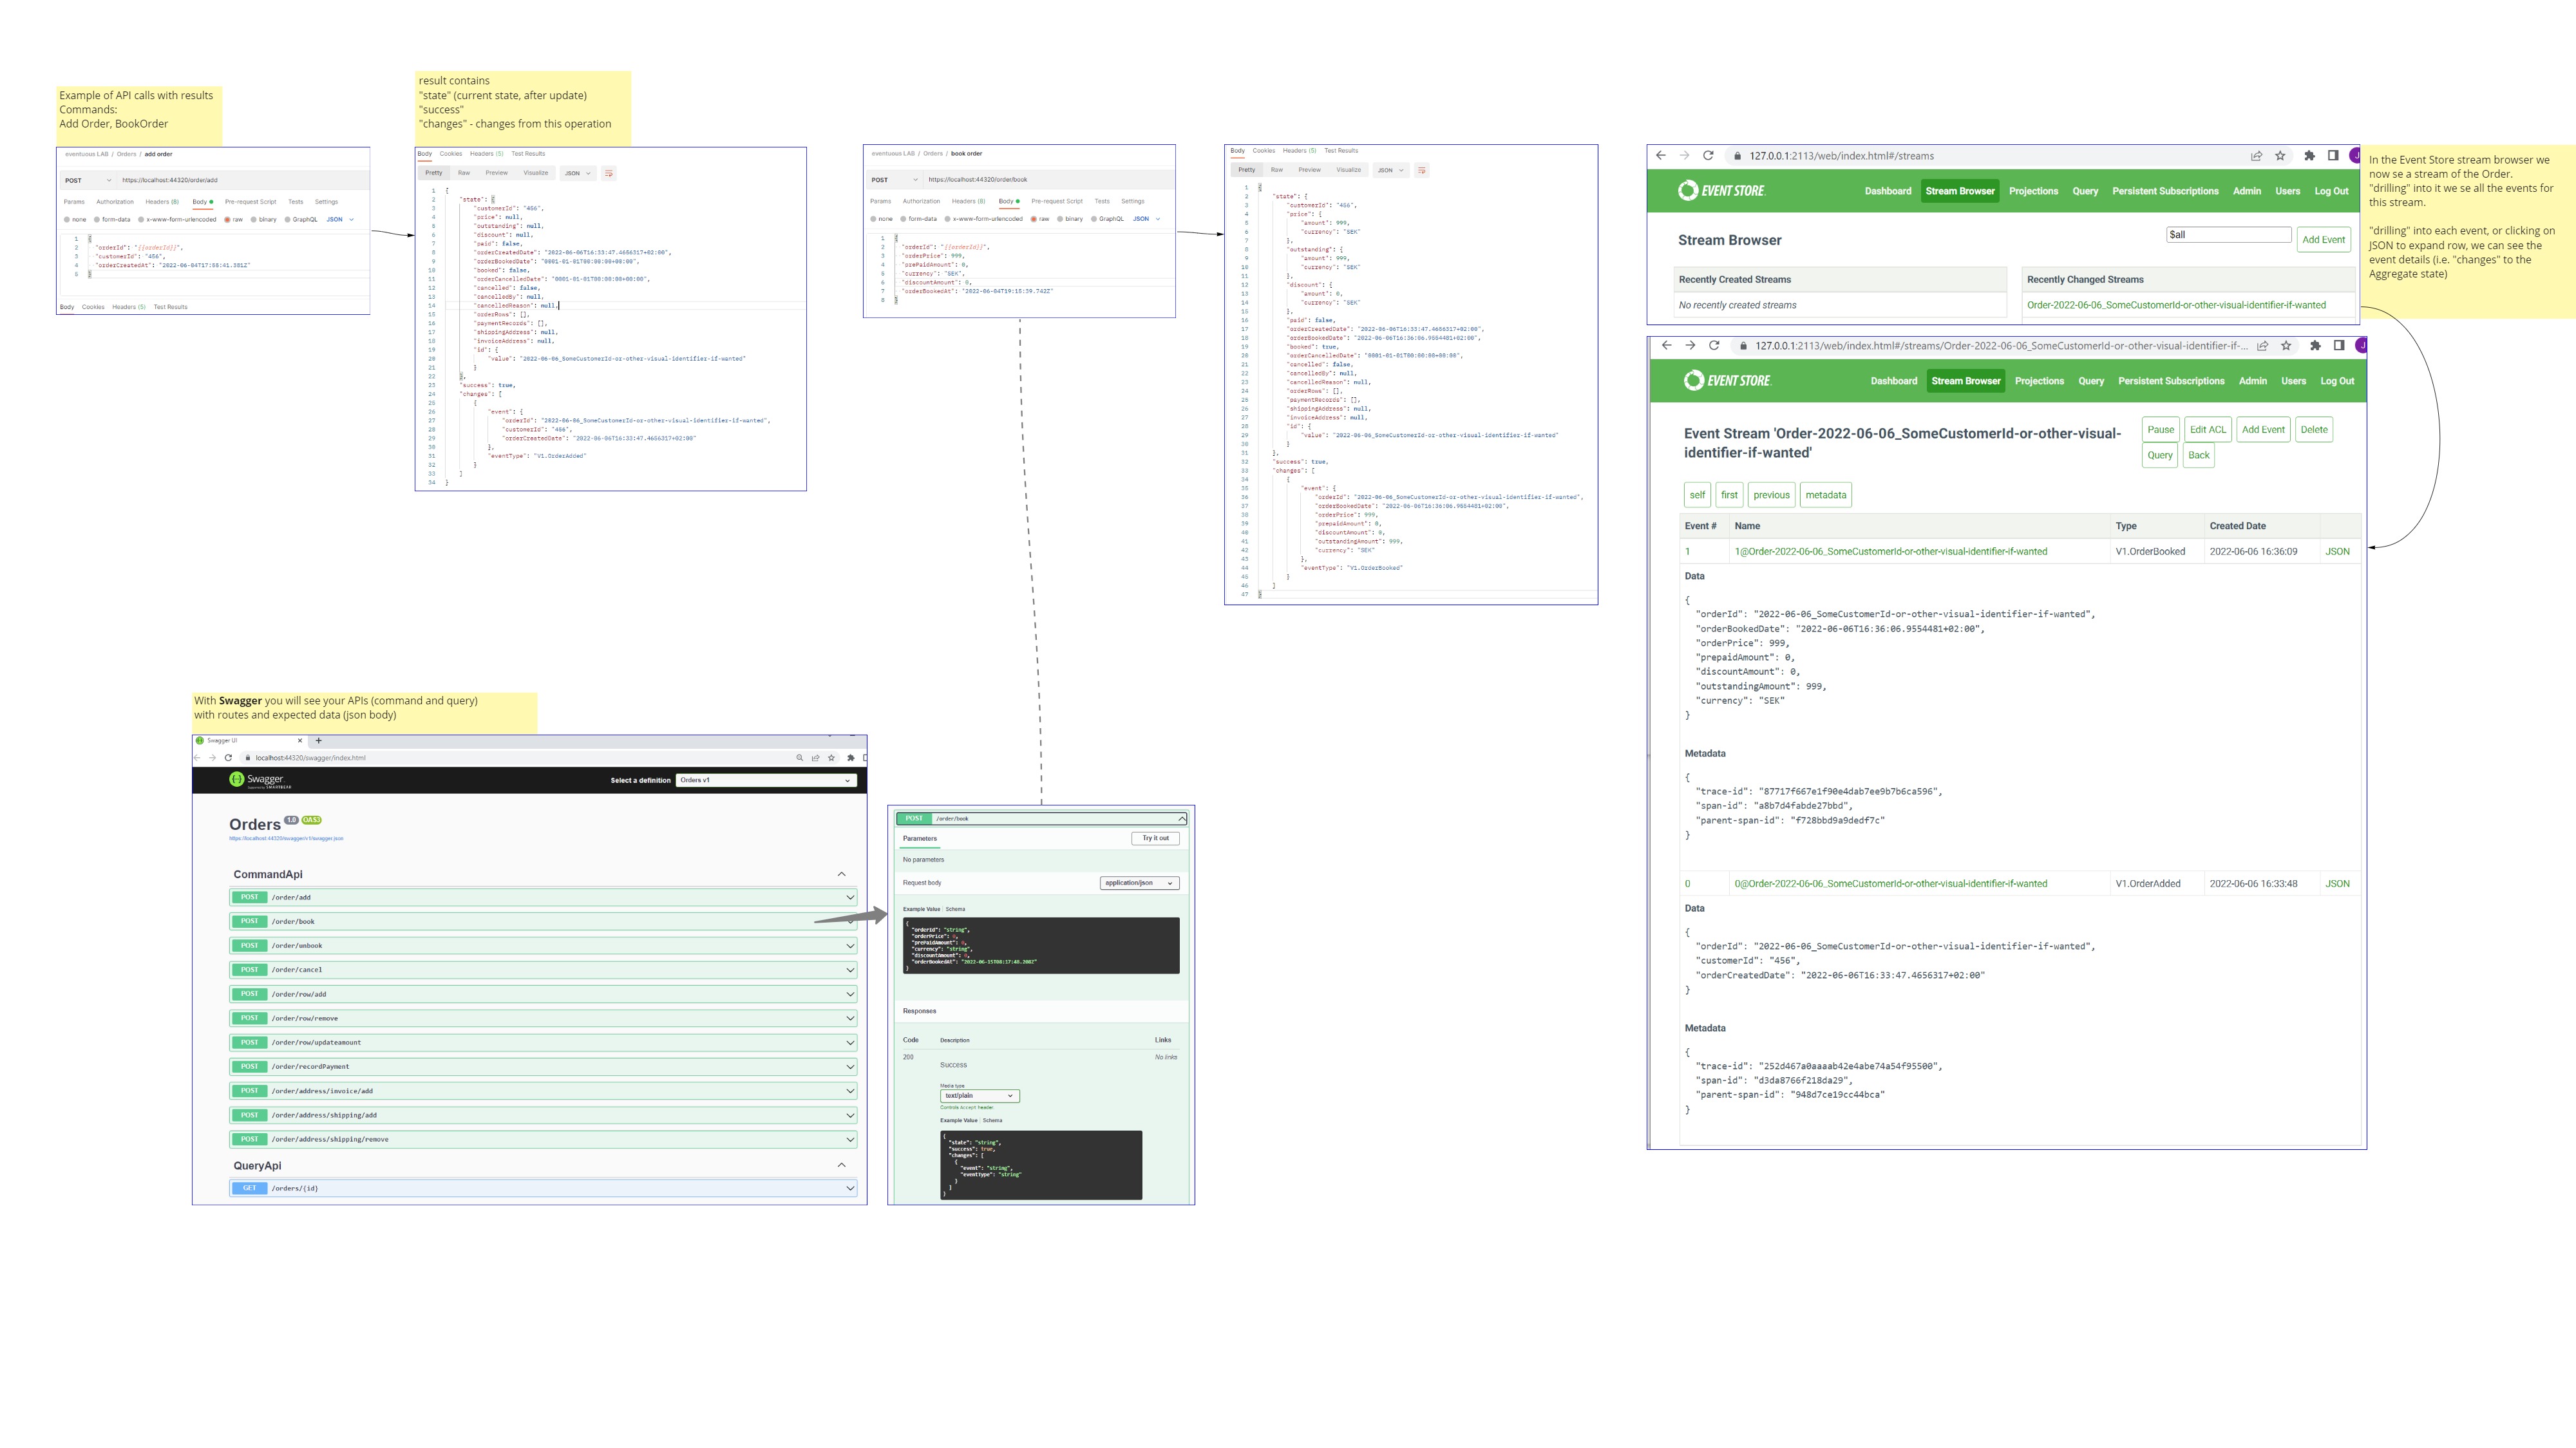 Example of API calls with results
Commands:
Add Order, BookOrder
eventuous LAB / Orders / add order
POST https://localhost:44320/order/add
Params Authorization Headers (8) Body Pre-request Script Tests Settings
none form-data x-www-form-urlencoded raw binary GraphQL JSON
1 {
2 "orderId": "{{orderId}}",
3 "customerId": "456",
4 "orderCreatedAt": "2022-06-04T17:58:41.381Z"
5 }
Body Cookies Headers (5) Test Results
result contains
"state" (current state, after update)
"success"
"changes" - changes from this operation
Body Cookies Headers (5) Test Results
Pretty Raw Preview Visualize JSON
1 {
2 "state": {
3 "customerId": "456",
4 "price": null,
5 "outstanding": null,
6 "discount": null,
7 "paid": false,
8 "orderCreatedDate": "2022-06-06T16:33:47.4656317+02:00",
9 "orderBookedDate": "0001-01-01T00:00:00+00:00",
10 "booked": false,
11 "orderCancelledDate": "0001-01-01T00:00:00+00:00",
12 "cancelled": false,
13 "cancelledBy": null,
14 "cancelledReason": null,
15 "orderRows": [],
16 "paymentRecords": [],
17 "shippingAddress": null,
18 "invoiceAddress": null,
19 "id": {
20 "value": "2022-06-06_SomeCustomerId-or-other-visual-identifier-if-wanted"
21 }
22 },
23 "success": true,
24 "changes": [
25 {
26 "event": {
27 "orderId": "2022-06-06_SomeCustomerId-or-other-visual-identifier-if-wanted",
28 "customerId": "456",
29 "orderCreatedDate": "2022-06-06T16:33:47.4656317+02:00"
30 },
31 "eventType": "V1.OrderAdded"
32 }
33 ]
34 }
eventuous LAB / Orders / book order
POST https://localhost:44320/order/book
Params Authorization Headers (8) Body Pre-request Script Tests Settings
none form-data x-www-form-urlencoded raw binary GraphQL JSON
1 {
2 "orderId": "{{orderId}}",
3 "orderPrice": 999,
4 "prePaidAmount": 0,
5 "currency": "SEK",
6 "discountAmount": 0,
7 "orderBookedAt": "2022-06-04T19:15:39.742Z"
8 }
Body Cookies Headers (5) Test Results
Pretty Raw Preview Visualize JSON
1 {
2 "state": {
3 "customerId": "456",
4 "price": {
5 "amount": 999,
6 "currency": "SEK"
7 },
8 "outstanding": {
9 "amount": 999,
10 "currency": "SEK"
11 },
12 "discount": {
13 "amount": 0,
14 "currency": "SEK"
15 },
16 "paid": false,
17 "orderCreatedDate": "2022-06-06T16:33:47.4656317+02:00",
18 "orderBookedDate": "2022-06-06T16:36:06.9554481+02:00",
19 "booked": true,
20 "orderCancelledDate": "0001-01-01T00:00:00+00:00",
21 "cancelled": false,
22 "cancelledBy": null,
23 "cancelledReason": null,
24 "orderRows": [],
25 "paymentRecords": [],
26 "shippingAddress": null,
27 "invoiceAddress": null,
28 "id": {
29 "value": "2022-06-06_SomeCustomerId-or-other-visual-identifier-if-wanted"
30 }
31 },
32 "success": true,
33 "changes": [
34 {
35 "event": {
36 "orderId": "2022-06-06_SomeCustomerId-or-other-visual-identifier-if-wanted",
37 "orderBookedDate": "2022-06-06T16:36:06.9554481+02:00",
38 "orderPrice": 999,
39 "prepaidAmount": 0,
40 "discountAmount": 0,
41 "outstandingAmount": 999,
42 "currency": "SEK"
43 },
44 "eventType": "V1.OrderBooked"
45 }
46 ]
47 }
127.0.0.1:2113/web/index.html#/streams
EVENT STORE Dashboard Stream Browser Projections Query Persistent Subscriptions Admin Users Log Out
Stream Browser $all Add Event
Recently Created Streams Recently Changed Streams
No recently created streams Order-2022-06-06_SomeCustomerId-or-other-visual-identifier-if-wanted
In the Event Store stream browser we
now se a stream of the Order.
"drilling" into it we se all the events for
this stream.
"drilling" into each event, or clicking on
JSON to expand row, we can see the
event details (i.e. "changes" to the
Aggregate state)
127.0.0.1:2113/web/index.html#/streams/Order-2022-06-06_SomeCustomerId-or-other-visual-identifier-if-...
EVENT STORE Dashboard Stream Browser Projections Query Persistent Subscriptions Admin Users Log Out
Event Stream 'Order-2022-06-06_SomeCustomerId-or-other-visual-
identifier-if-wanted'
Pause Edit ACL Add Event Delete
Query Back
self first previous metadata
Event # Name Type Created Date
1 1@Order-2022-06-06_SomeCustomerId-or-other-visual-identifier-if-wanted V1.OrderBooked 2022-06-06 16:36:09 JSON
Data
{
"orderId": "2022-06-06_SomeCustomerId-or-other-visual-identifier-if-wanted",
"orderBookedDate": "2022-06-06T16:36:06.9554481+02:00",
"orderPrice": 999,
"prepaidAmount": 0,
"discountAmount": 0,
"outstandingAmount": 999,
"currency": "SEK"
}
Metadata
{
"trace-id": "87717f667e1f90e4dab7ee9b7b6ca596",
"span-id": "a8b7d4fabde27bbd",
"parent-span-id": "f728bbd9a9dedf7c"
}
0 0@Order-2022-06-06_SomeCustomerId-or-other-visual-identifier-if-wanted V1.OrderAdded 2022-06-06 16:33:48 JSON
Data
{
"orderId": "2022-06-06_SomeCustomerId-or-other-visual-identifier-if-wanted",
"customerId": "456",
"orderCreatedDate": "2022-06-06T16:33:47.4656317+02:00"
}
Metadata
{
"trace-id": "252d467a0aaaab42e4abe74a54f95500",
"span-id": "d3da8766f218da29",
"parent-span-id": "948d7ce19cc44bca"
}
With Swagger you will see your APIs (command and query)
with routes and expected data (json body)
Swagger UI
localhost:44320/swagger/index.html
Swagger Select a definition Orders v1
SMARTBEAR
Orders 1.0 OAS3
https://localhost:44320/swagger/v1/swagger.json
CommandApi
POST /order/add
POST /order/book
POST /order/unbook
POST /order/cancel
POST /order/row/add
POST /order/row/remove
POST /order/row/updateamount
POST /order/recordPayment
POST /order/address/invoice/add
POST /order/address/shipping/add
POST /order/address/shipping/remove
QueryApi
GET /orders/{id}
POST /order/book
Parameters Try it out
No parameters
Request body application/json
Example Value Schema
{
"orderId": "string",
"orderPrice": 0,
"prePaidAmount": 0,
"currency": "string",
"discountAmount": 0,
"orderBookedAt": "2022-06-15T08:17:48.208Z"
}
Responses
Code Description Links
200 Success No links
Media type
text/plain
Controls Accept header.
Example Value Schema
{
"state": "string",
"success": true,
"changes": [
{
"event": "string",
"eventType": "string"
}
]
}